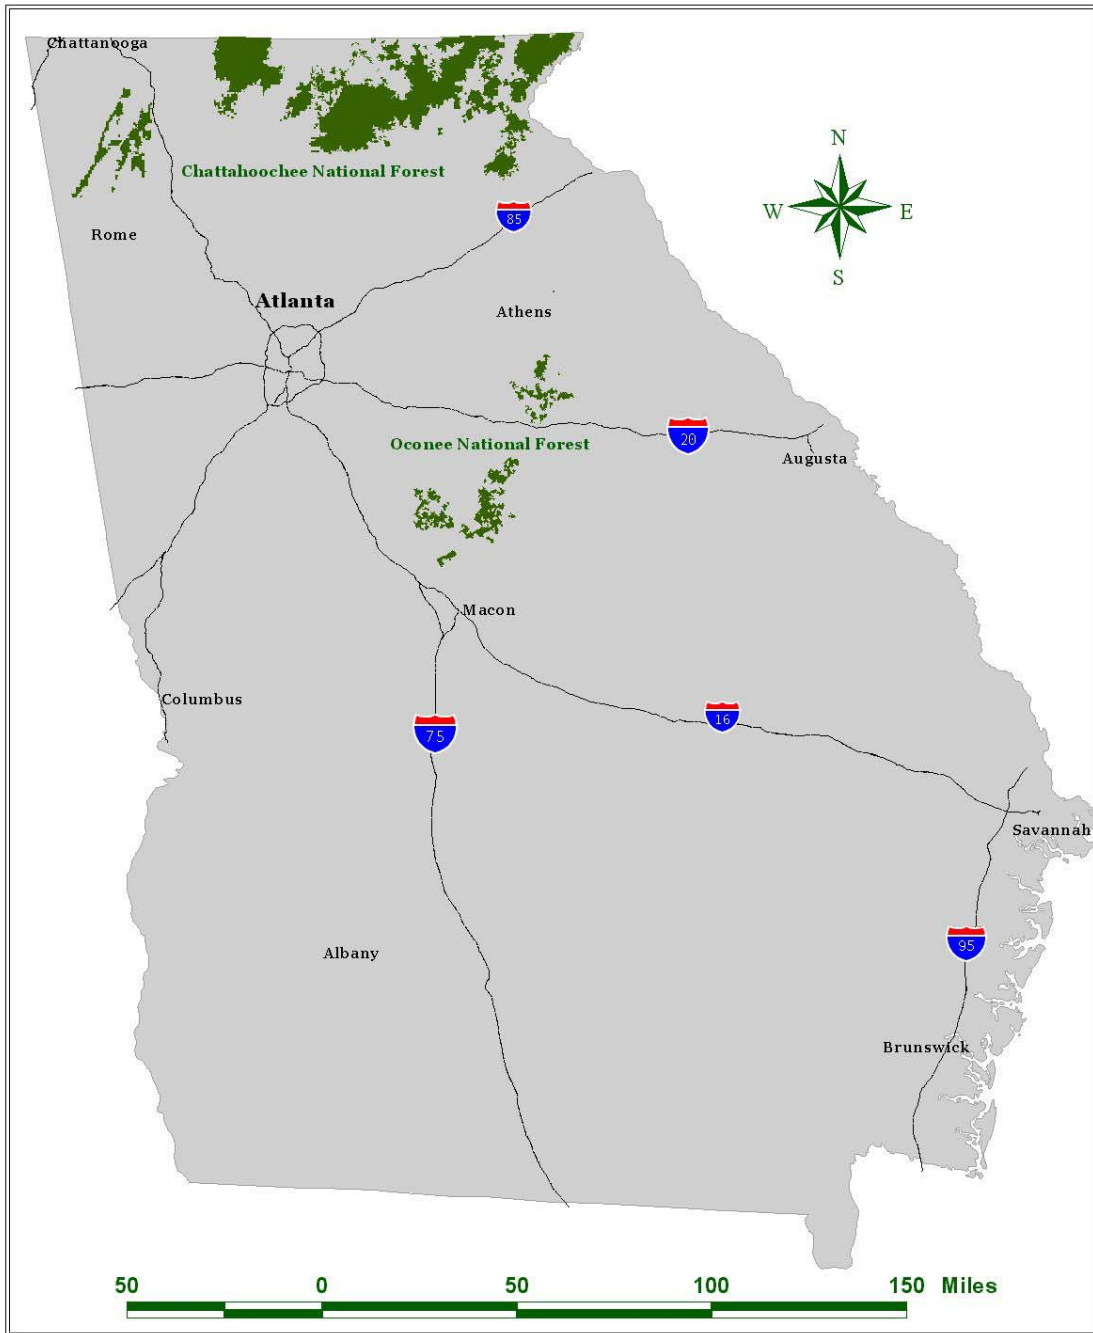 Chattanooga
Chattahoochee National Forest
N
W E
S
85
Rome
Atlanta
Athens
20
Oconee National Forest
Augusta
Macon
Columbus
75
16
Savannah
95
Albany
Brunswick
50 0 50 100 150 Miles